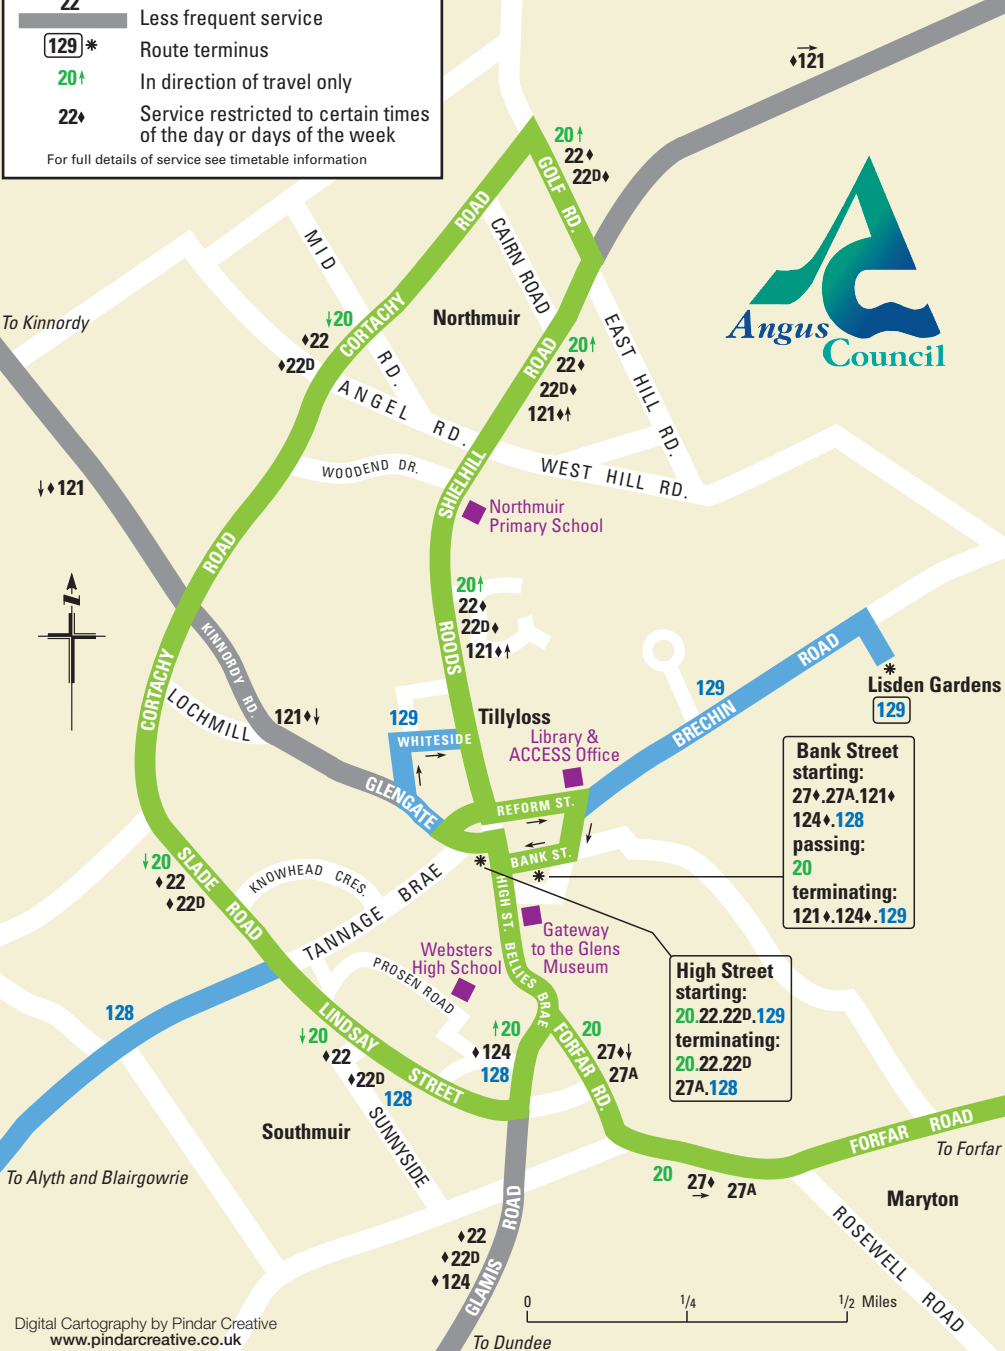 22
Less frequent service
129 *
Route terminus
20↑
In direction of travel only
22♦
Service restricted to certain times
of the day or days of the week
For full details of service see timetable information
→
♦121
20↑
22♦
22D♦
GOLF RD.
CORTACHY ROAD
CAIRN ROAD
MID RD.
To Kinnordy
Northmuir
↓20
♦22
♦22D
EAST HILL RD.
Angus
Council
20↑
22♦
22D♦
121♦↑
SHIELHILL ROAD
ANGEL RD.
WOODEND DR.
WEST HILL RD.
↓♦121
Northmuir
Primary School
CORTACHY ROAD
N
20↑
22♦
22D♦
121♦↑
ROODS
KINNORDY RD.
LOCHMILL
121♦↓
129
WHITESIDE
Tillyloss
Library &
ACCESS Office
129
BRECHIN ROAD
*
Lisden Gardens
129
GLENGATE
REFORM ST.
BANK ST.
*
*
Bank Street
starting:
27♦.27A.121♦
124♦.128
passing:
20
terminating:
121♦.124♦.129
↓20
♦22
♦22D
SLADE ROAD
KNOWHEAD CRES.
TANNAGE BRAE
HIGH ST.
BELLIES BRAE
Gateway
to the Glens
Museum
Websters
High School
PROSEN ROAD
High Street
starting:
20.22.22D.129
terminating:
20.22.22D
27A.128
128
↓20
♦22
♦22D
128
LINDSAY STREET
↑20
♦124
128
20
27♦↓
27A
FORFAR RD.
Southmuir
SUNNYSIDE
To Alyth and Blairgowrie
20
27♦
→
27A
FORFAR ROAD
To Forfar
Maryton
ROSEWELL ROAD
♦22
♦22D
♦124
GLAMIS ROAD
To Dundee
0 1/4 1/2 Miles
Digital Cartography by Pindar Creative
www.pindarcreative.co.uk